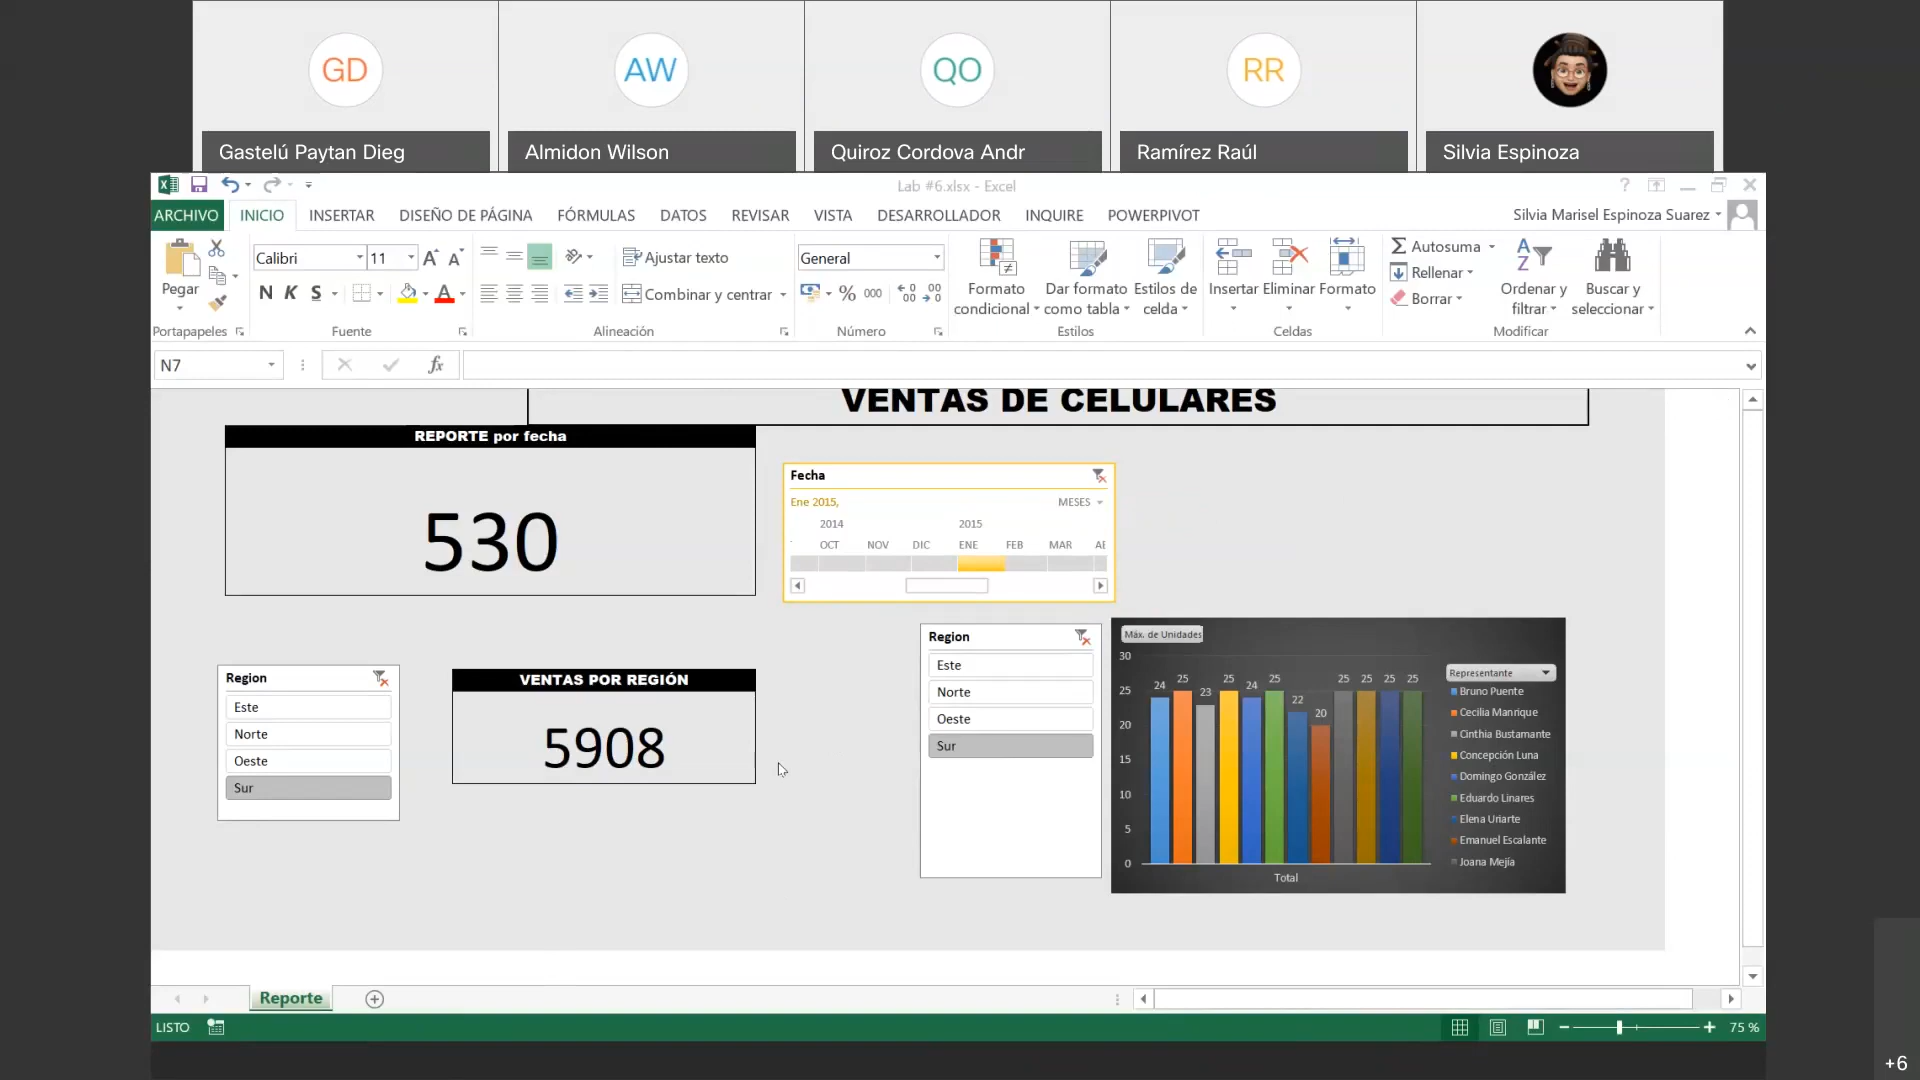 GD
AW
QO
RR
Gastelú Paytan Dieg
Almidon Wilson
Quiroz Cordova Andr
Ramírez Raúl
Silvia Espinoza
Lab #6.xlsx - Excel
ARCHIVO INICIO INSERTAR DISEÑO DE PÁGINA FÓRMULAS DATOS REVISAR VISTA DESARROLLADOR INQUIRE POWERPIVOT
Silvia Marisel Espinoza Suarez
Pegar
Portapapeles
Calibri 11
N K S
Fuente
Ajustar texto
Combinar y centrar
Alineación
General
% 000
Número
Formato condicional
Dar formato como tabla
Estilos de celda
Estilos
Insertar Eliminar Formato
Celdas
Autosuma
Rellenar
Borrar
Ordenar y filtrar
Buscar y seleccionar
Modificar
N7
fx
VENTAS DE CELULARES
REPORTE por fecha
530
Fecha
Ene 2015,
MESES
2014 2015
OCT NOV DIC ENE FEB MAR AE
Region
Este
Norte
Oeste
Sur
VENTAS POR REGIÓN
5908
Region
Este
Norte
Oeste
Sur
Máx. de Unidades
30
25
20
15
10
5
0
24 25 23 25 24 25 22 20 25 25 25 25
Total
Representante
Bruno Puente
Cecilia Manrique
Cinthia Bustamante
Concepción Luna
Domingo González
Eduardo Linares
Elena Uriarte
Emanuel Escalante
Joana Mejía
Reporte
LISTO
75 %
+6